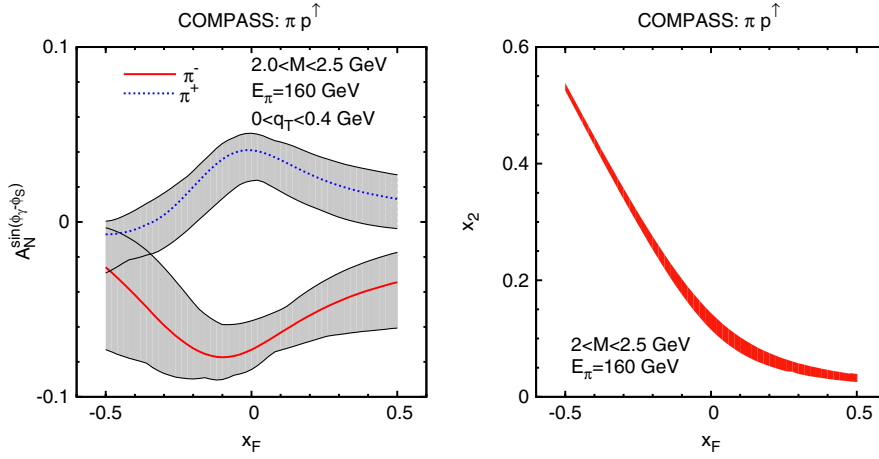 COMPASS: π p↑
0.1
0
-0.1
A_N^sin(φ_γ-φ_S)
π-
π+
2.0<M<2.5 GeV
E_π=160 GeV
0<q_T<0.4 GeV
-0.5
0
0.5
x_F
COMPASS: π p↑
0.6
0.4
0.2
0
x_2
2<M<2.5 GeV
E_π=160 GeV
-0.5
0
0.5
x_F